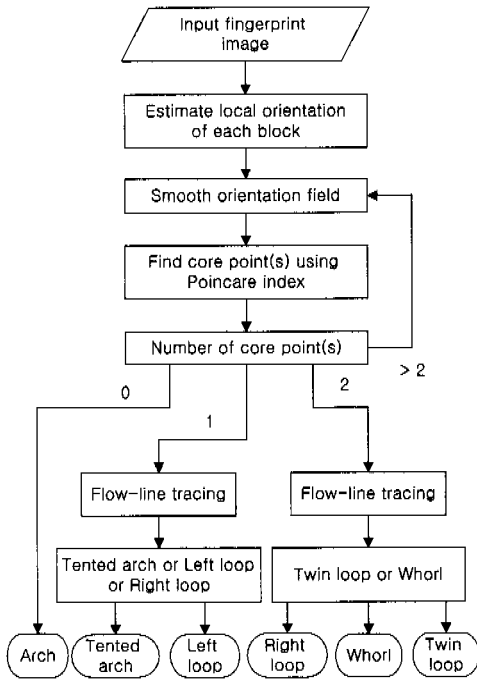 Input fingerprint
image
Estimate local orientation
of each block
Smooth orientation field
Find core point(s) using
Poincare index
Number of core point(s)
> 2
0
1
2
Flow-line tracing
Flow-line tracing
Tented arch or Left loop
or Right loop
Twin loop or Whorl
Arch
Tented
arch
Left
loop
Right
loop
Whorl
Twin
loop